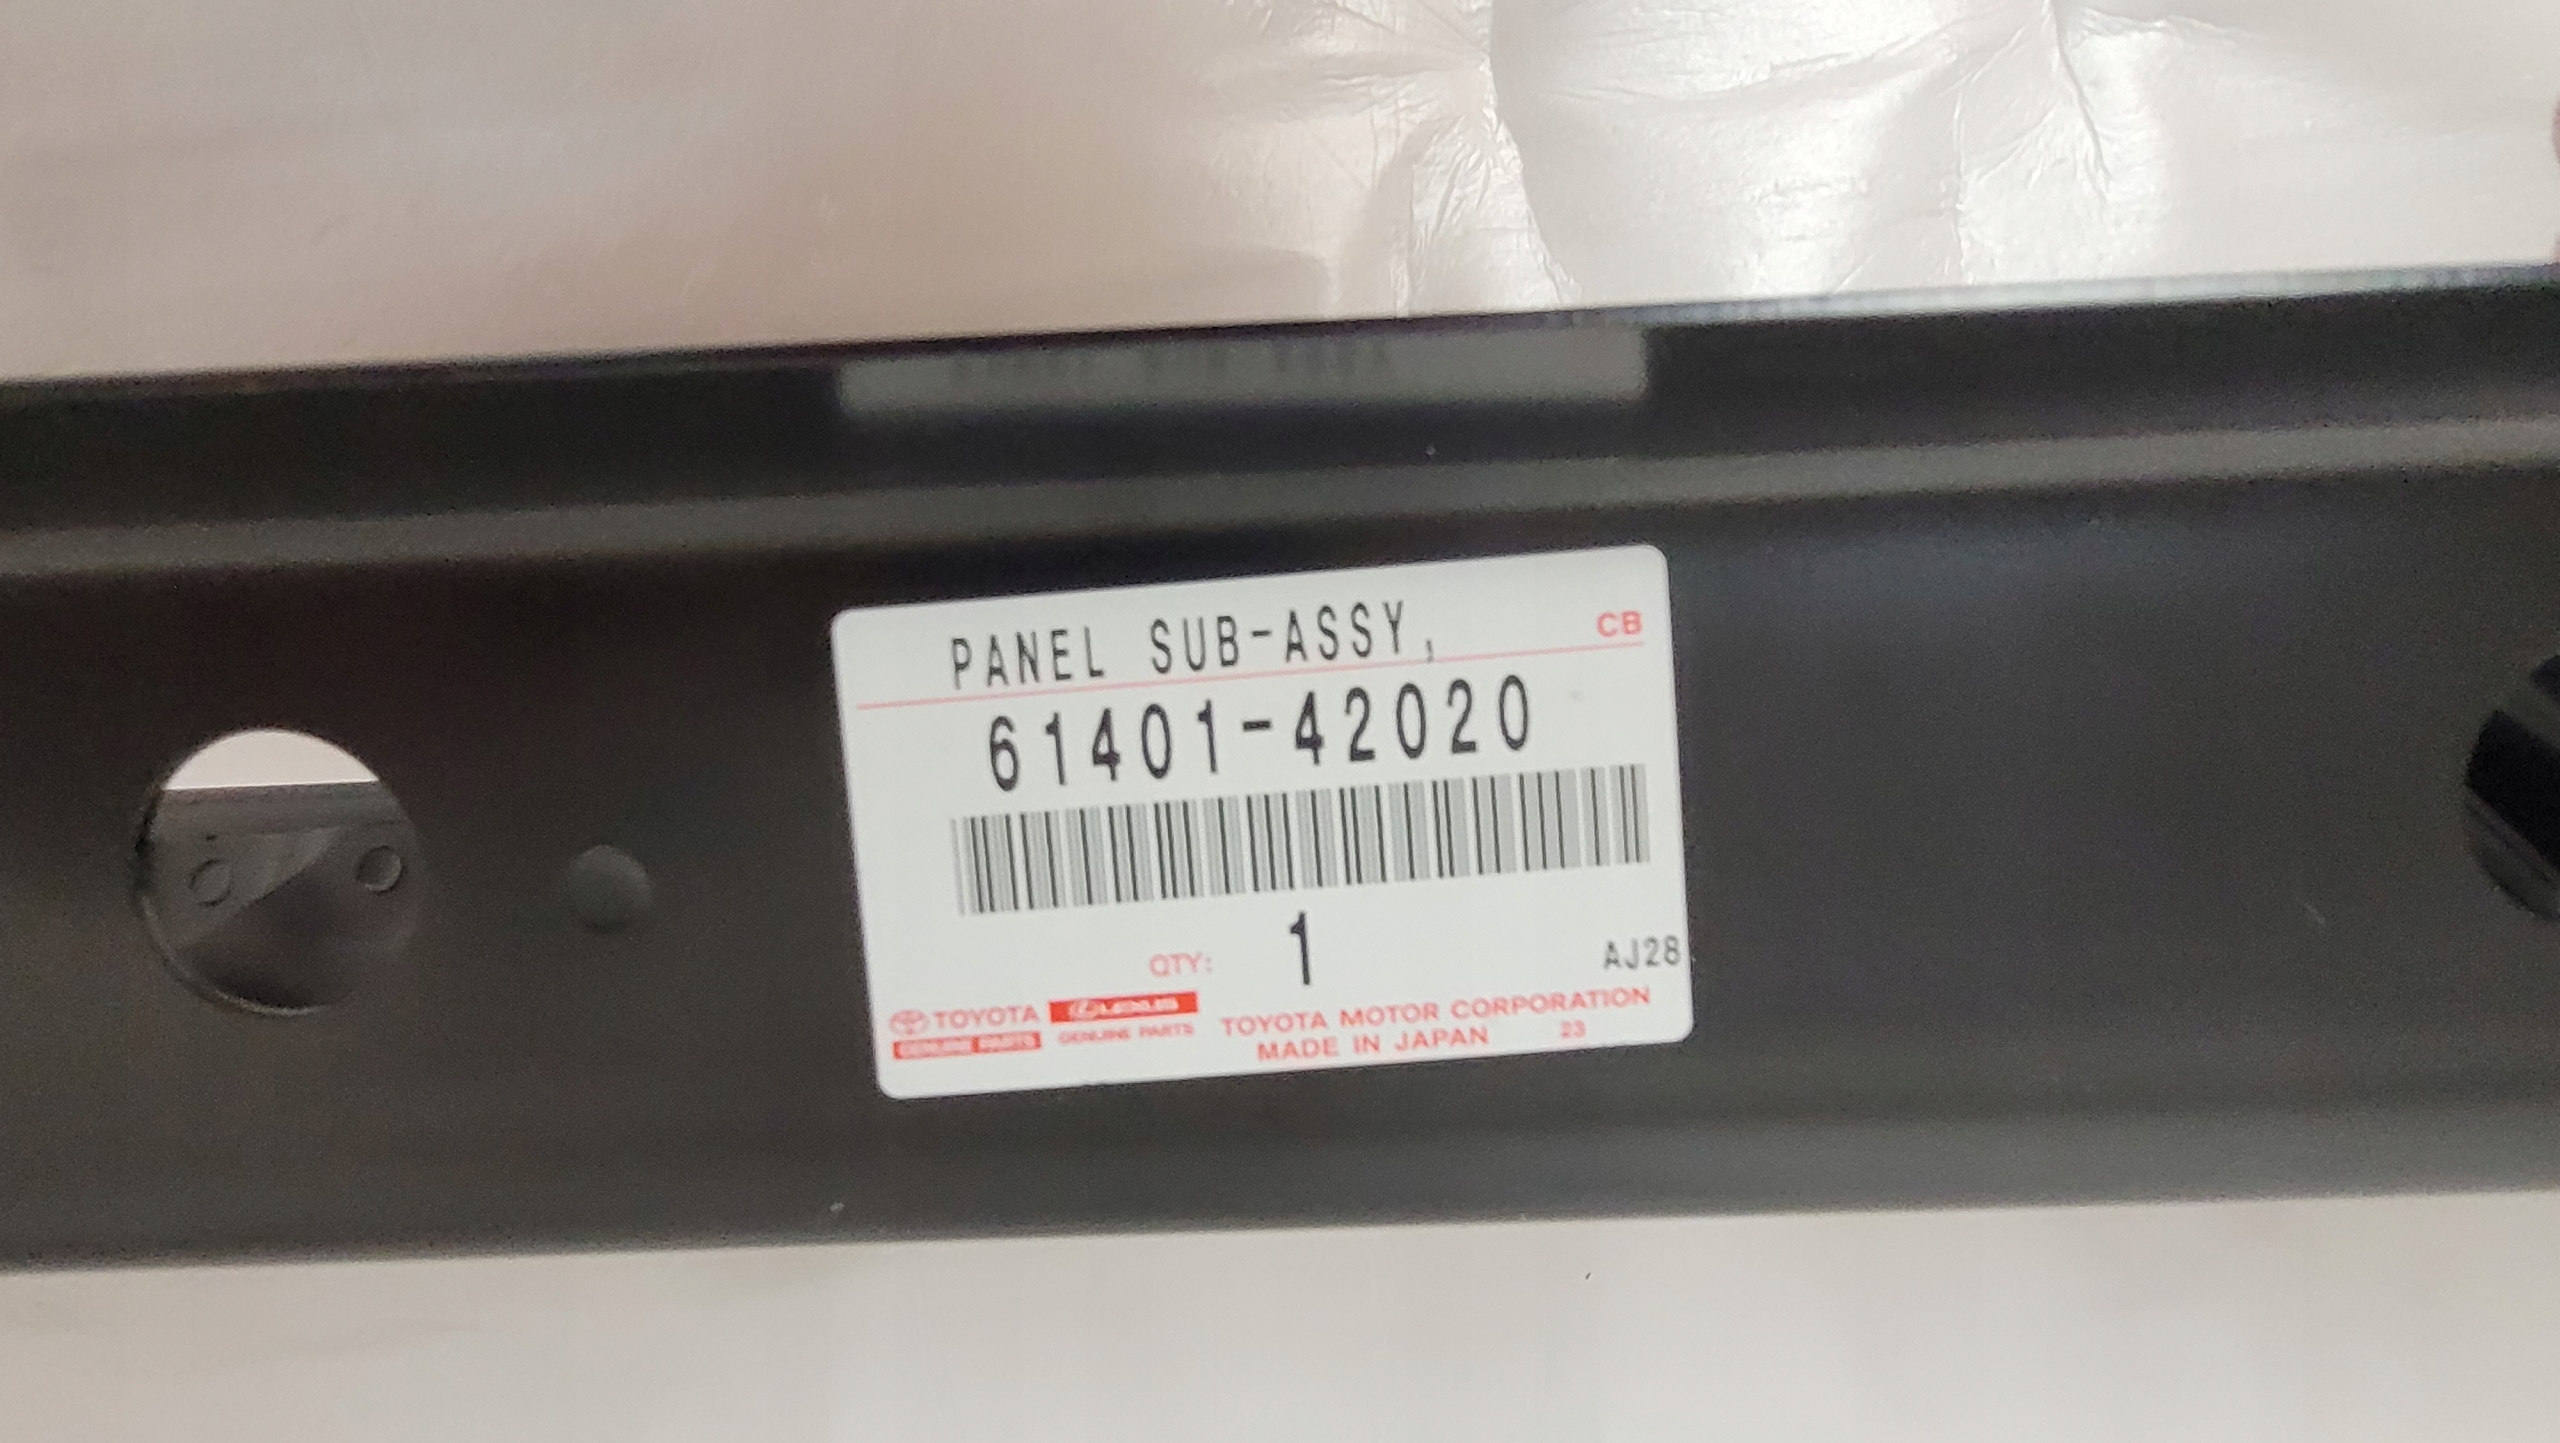 PANEL SUB-ASSY, CB
61401-42020
QTY: 1 AJ28
TOYOTA LEXUS TOYOTA MOTOR CORPORATION
GENUINE PARTS GENUINE PARTS MADE IN JAPAN 23